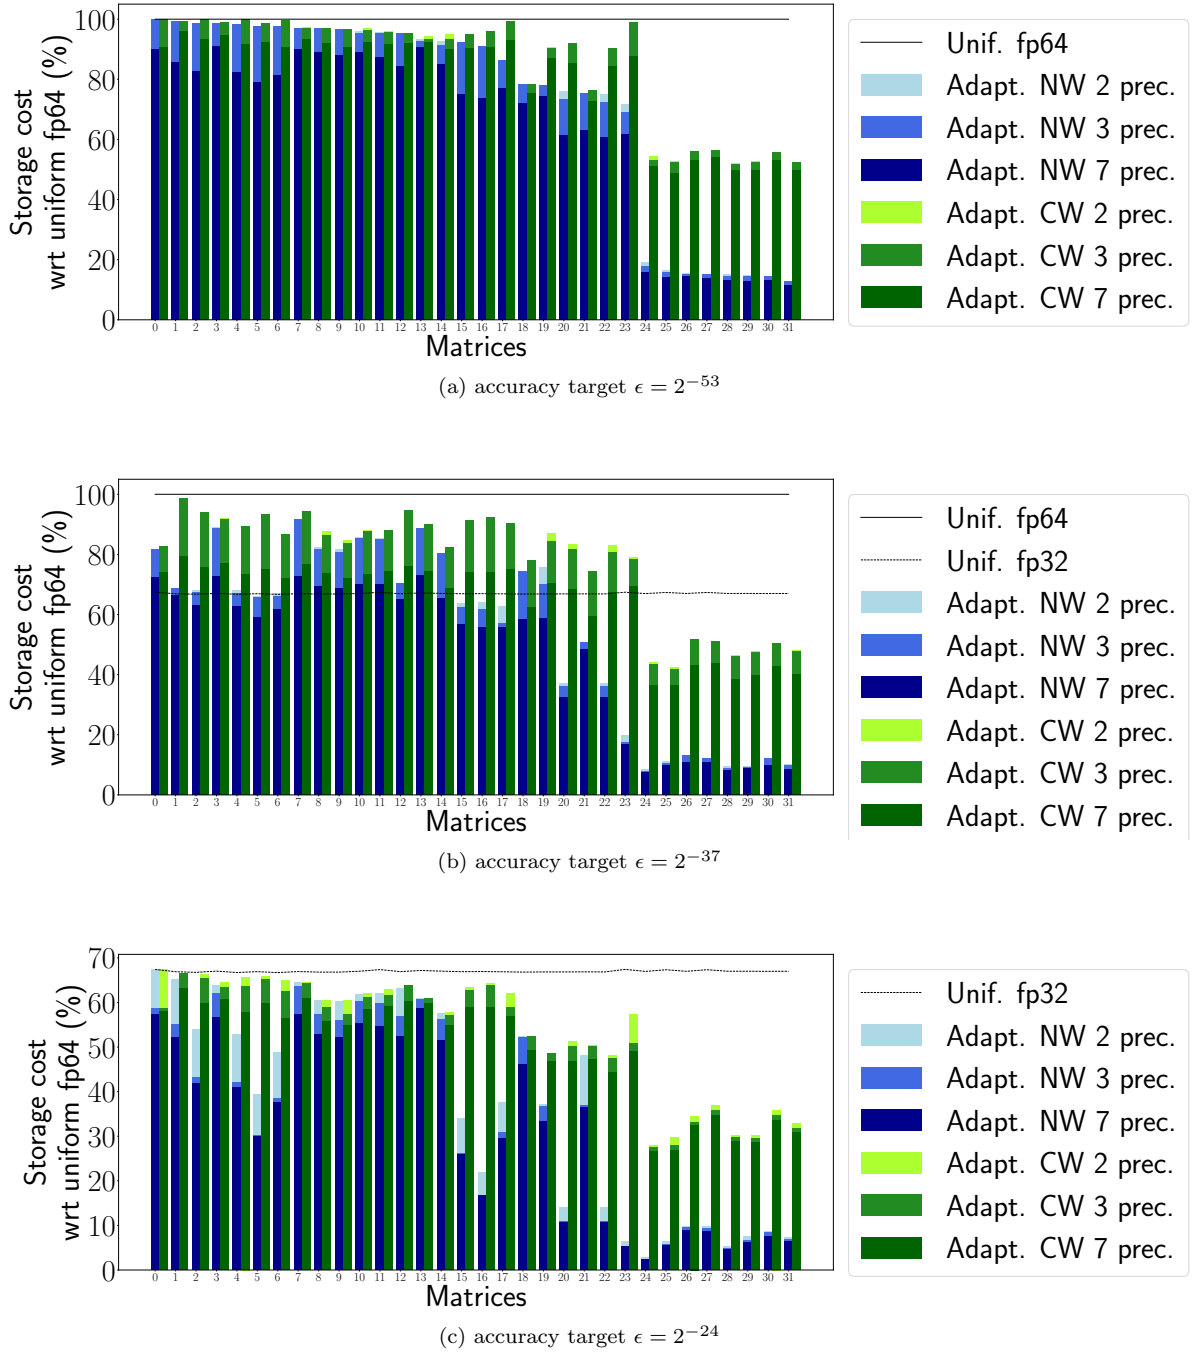 Storage cost
wrt uniform fp64 (%)
100
80
60
40
20
0
0 1 2 3 4 5 6 7 8 9 10 11 12 13 14 15 16 17 18 19 20 21 22 23 24 25 26 27 28 29 30 31
Matrices
Unif. fp64
Adapt. NW 2 prec.
Adapt. NW 3 prec.
Adapt. NW 7 prec.
Adapt. CW 2 prec.
Adapt. CW 3 prec.
Adapt. CW 7 prec.
(a) accuracy target ϵ = 2⁻⁵³
Storage cost
wrt uniform fp64 (%)
100
80
60
40
20
0
0 1 2 3 4 5 6 7 8 9 10 11 12 13 14 15 16 17 18 19 20 21 22 23 24 25 26 27 28 29 30 31
Matrices
Unif. fp64
Unif. fp32
Adapt. NW 2 prec.
Adapt. NW 3 prec.
Adapt. NW 7 prec.
Adapt. CW 2 prec.
Adapt. CW 3 prec.
Adapt. CW 7 prec.
(b) accuracy target ϵ = 2⁻³⁷
Storage cost
wrt uniform fp64 (%)
70
60
50
40
30
20
10
0
0 1 2 3 4 5 6 7 8 9 10 11 12 13 14 15 16 17 18 19 20 21 22 23 24 25 26 27 28 29 30 31
Matrices
Unif. fp32
Adapt. NW 2 prec.
Adapt. NW 3 prec.
Adapt. NW 7 prec.
Adapt. CW 2 prec.
Adapt. CW 3 prec.
Adapt. CW 7 prec.
(c) accuracy target ϵ = 2⁻²⁴